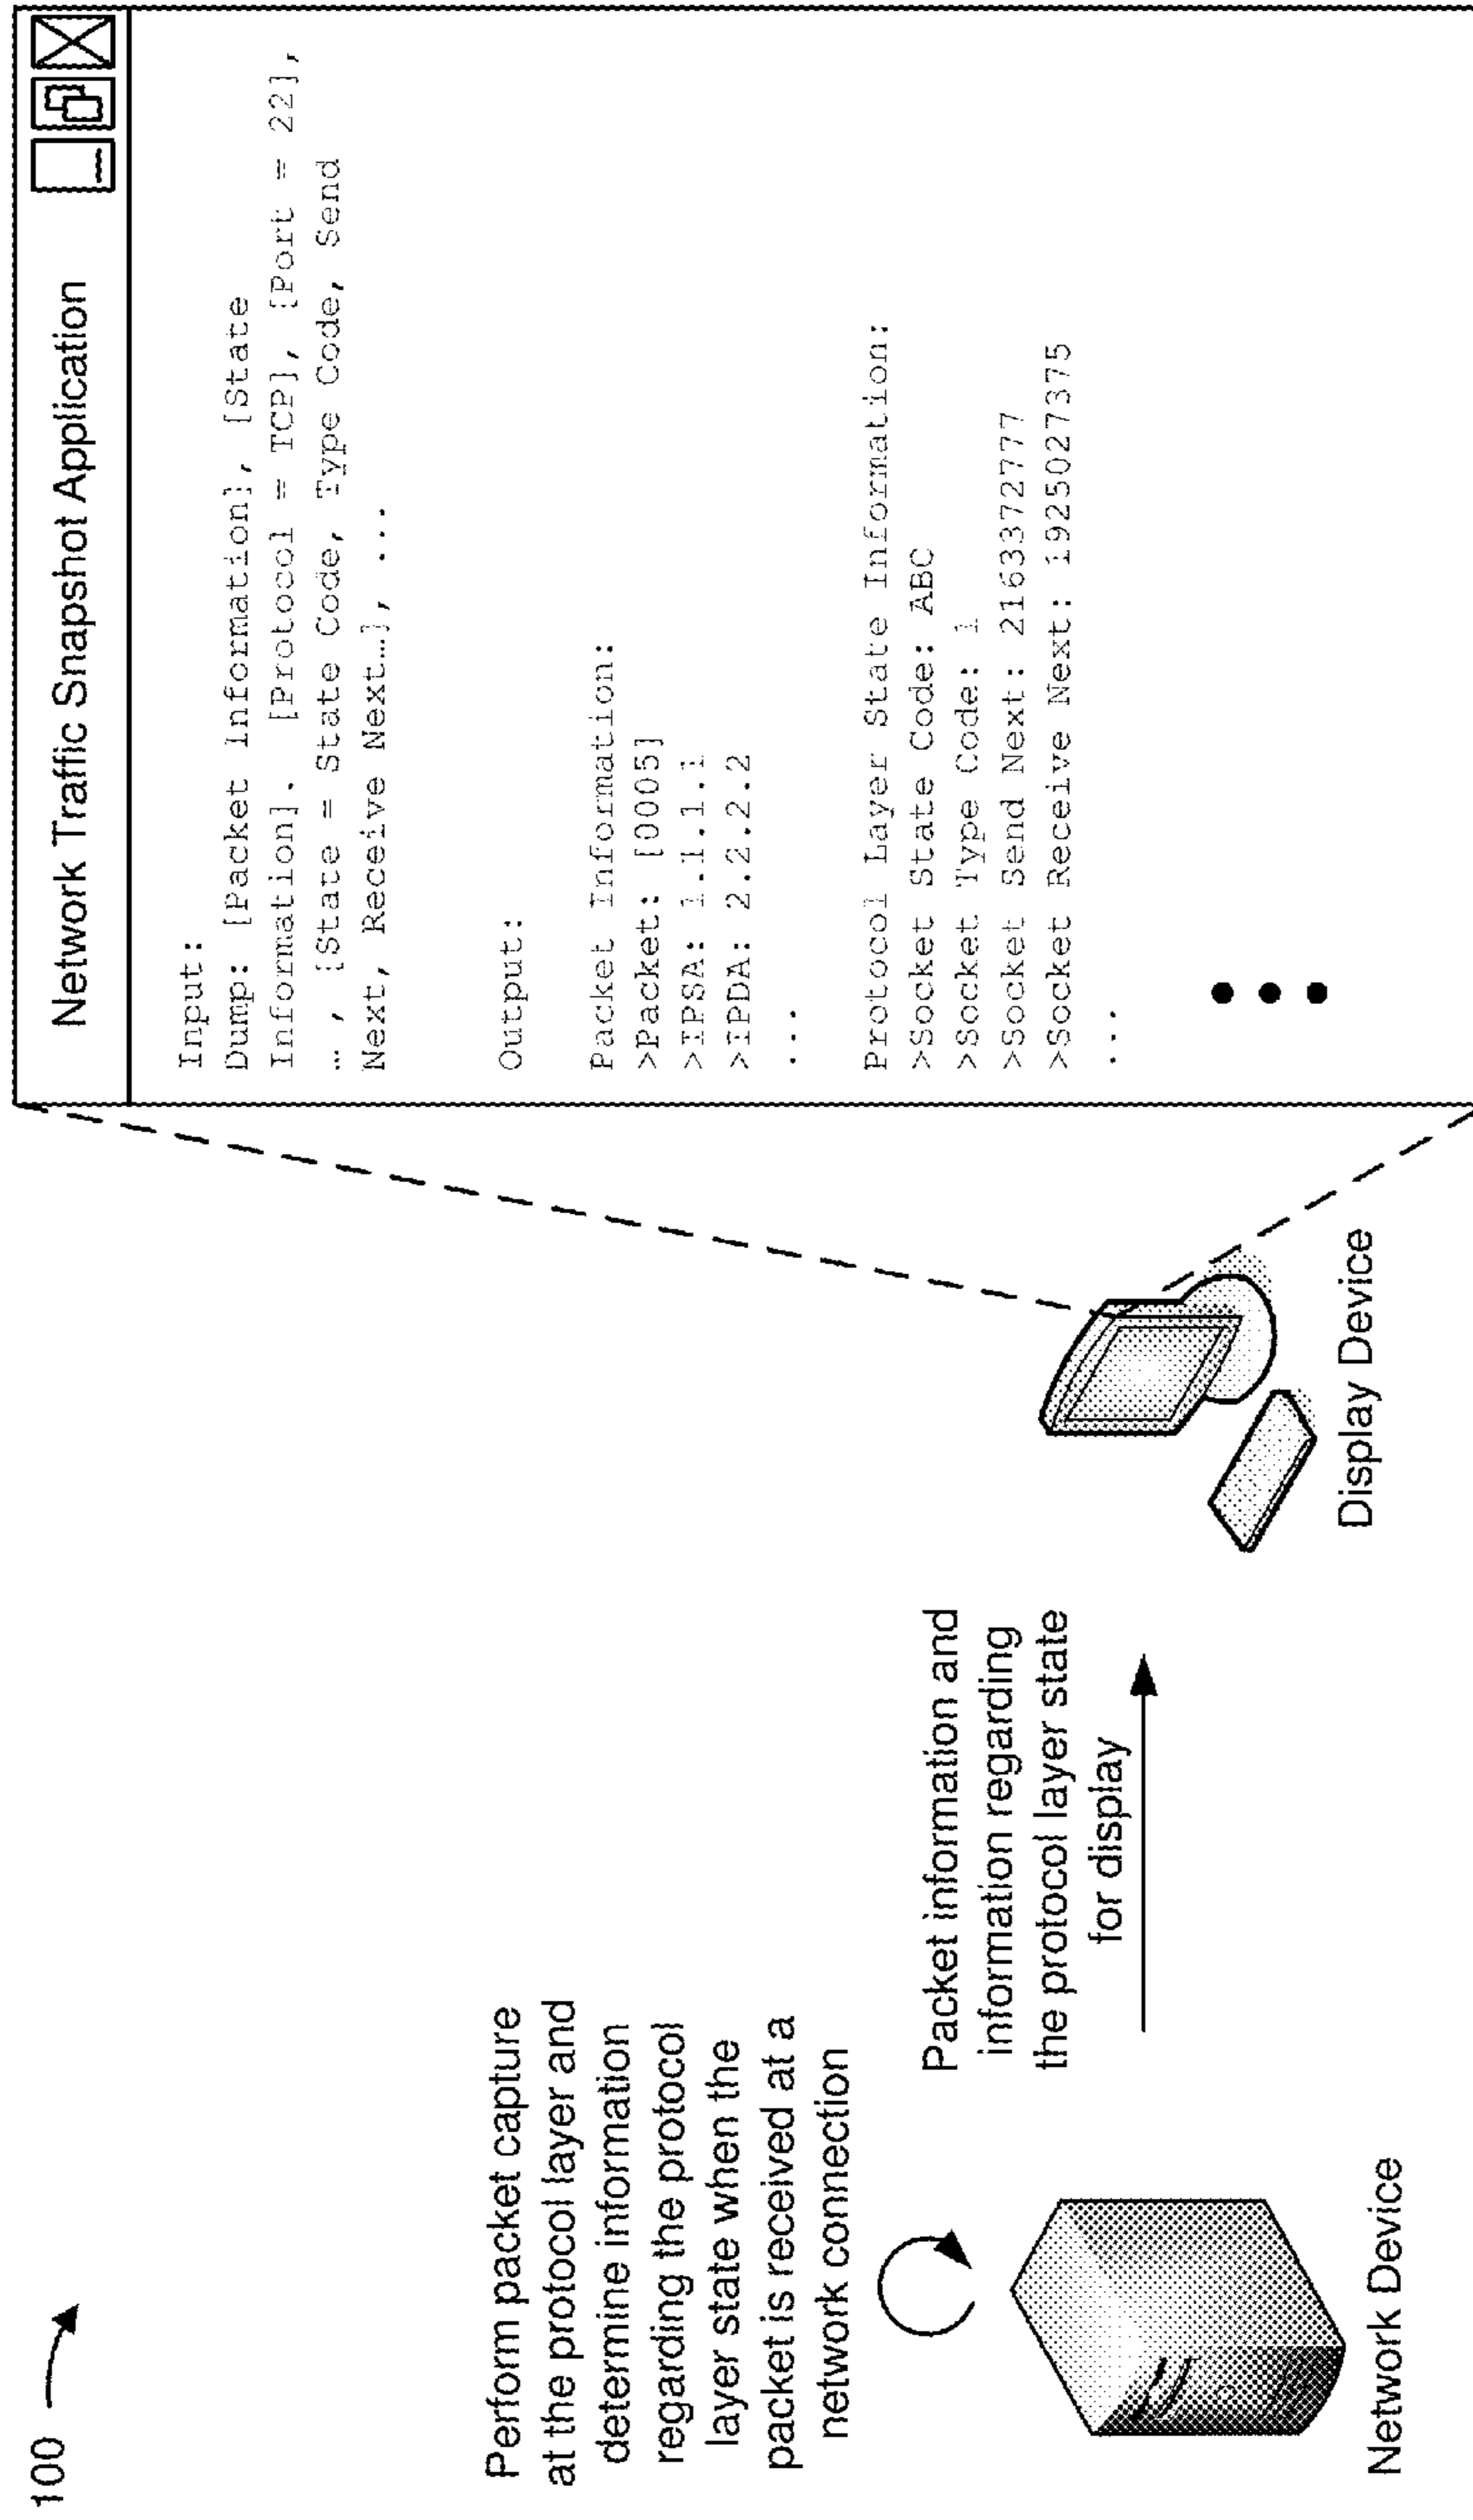 100
Perform packet capture
at the protocol layer and
determine information
regarding the protocol
layer state when the
packet is received at a
network connection
Network Device
Packet information and
information regarding
the protocol layer state
for display
Display Device
Network Traffic Snapshot Application
Input:
Dump: [Packet Information], [State
Information]. [Protocol = TCP], [Port = 22],
… , [State = State Code, Type Code, Send
Next, Receive Next…], ...
Output:
Packet Information:
>Packet: [0005]
>IPSA: 1.1.1.1
>IPDA: 2.2.2.2
...
Protocol Layer State Information:
>Socket State Code: ABC
>Socket Type Code: 1
>Socket Send Next: 2163372777
>Socket Receive Next: 1925027375
...